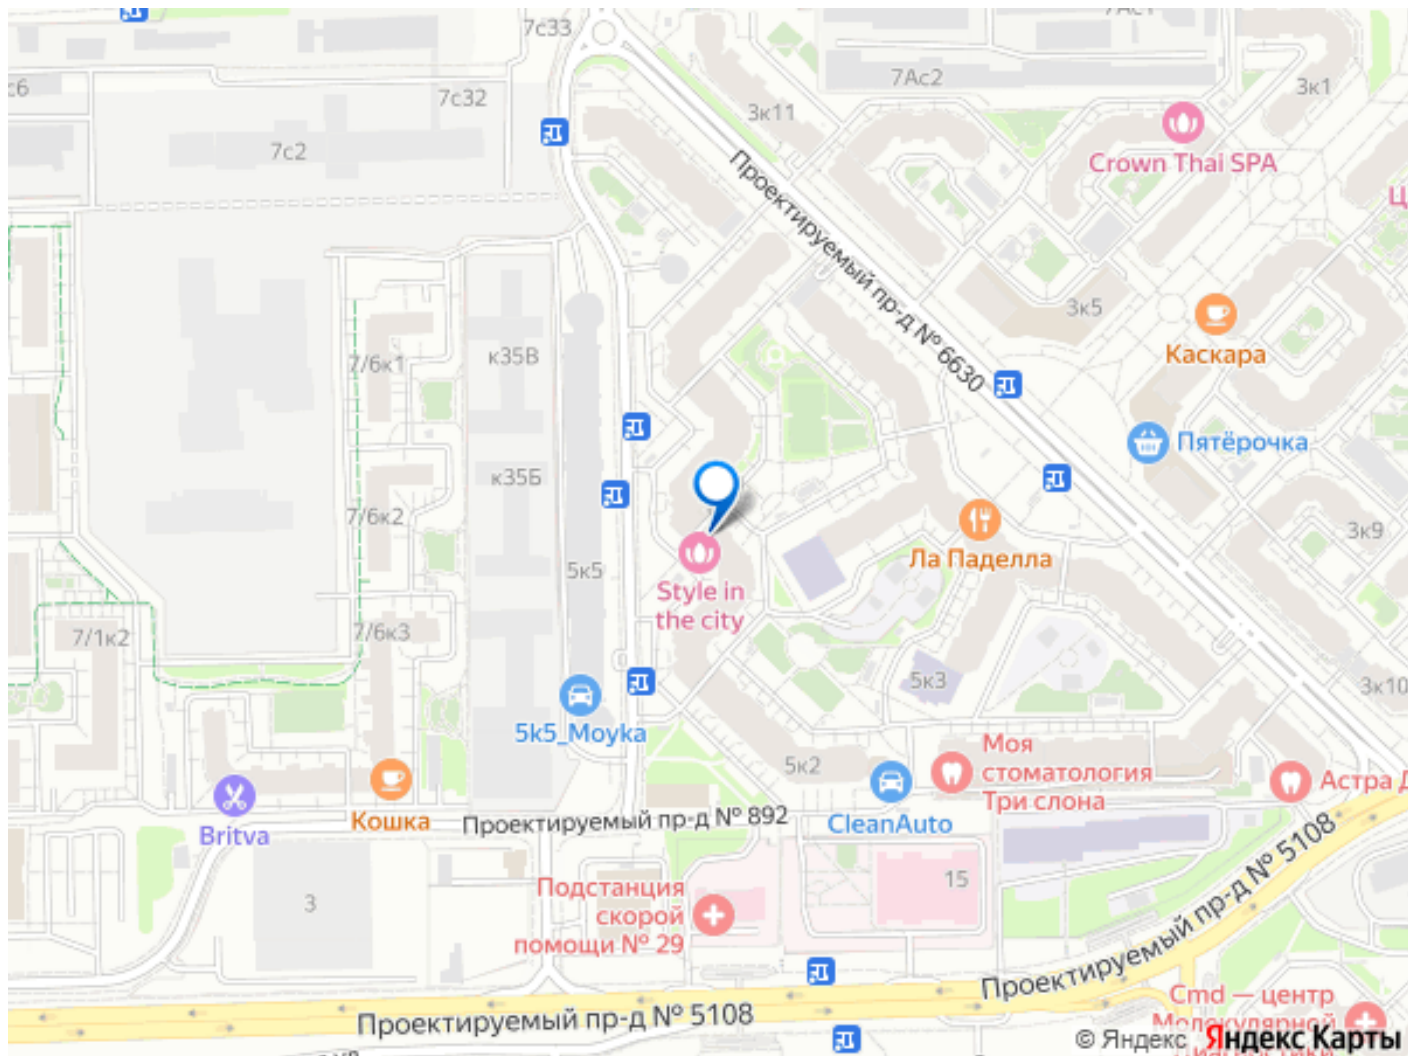 7с33
7Ас2
3к1
с6
7с32
3к11
7с2
Crown Thai SPA
Проектируемый пр-д № 6630
3к5
к35В
7/6к1
Каскара
Пятёрочка
к35Б
7/6к2
3к9
Ла Паделла
5к5
Style in
the city
7/1к2
7/6к3
5к3
3к10
5k5_Moyka
Моя
стоматология
Три слона
5к2
Астра Д
Кошка
Britva
Проектируемый пр-д № 892
CleanAuto
Проектируемый пр-д № 5108
15
3
Подстанция
скорой
помощи № 29
Cmd — центр
Молекулярной
Проектируемый пр-д № 5108
© Яндекс Яндекс Карты